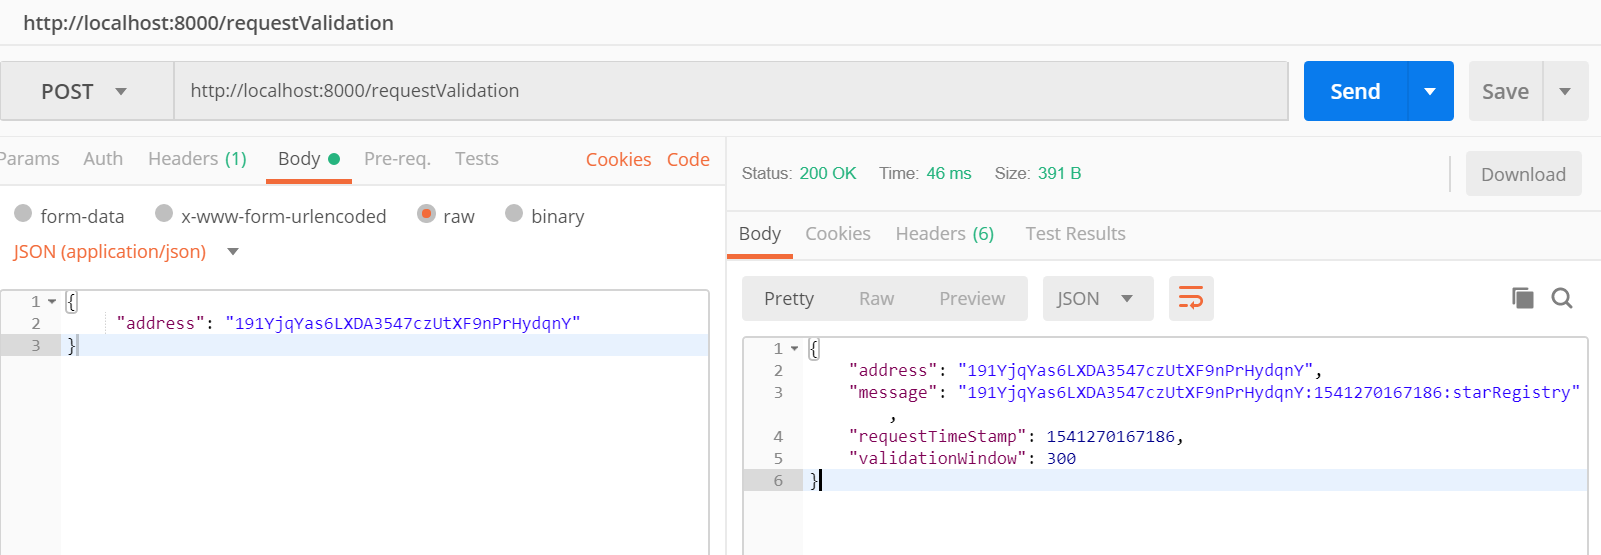 http://localhost:8000/requestValidation
POST http://localhost:8000/requestValidation Send Save
Params Auth Headers (1) Body Pre-req. Tests Cookies Code
form-data x-www-form-urlencoded raw binary
JSON (application/json)
1 {
2 "address": "191YjqYas6LXDA3547czUtXF9nPrHydqnY"
3 }
Status: 200 OK Time: 46 ms Size: 391 B Download
Body Cookies Headers (6) Test Results
Pretty Raw Preview JSON
1 {
2 "address": "191YjqYas6LXDA3547czUtXF9nPrHydqnY",
3 "message": "191YjqYas6LXDA3547czUtXF9nPrHydqnY:1541270167186:starRegistry"
,
4 "requestTimeStamp": 1541270167186,
5 "validationWindow": 300
6 }